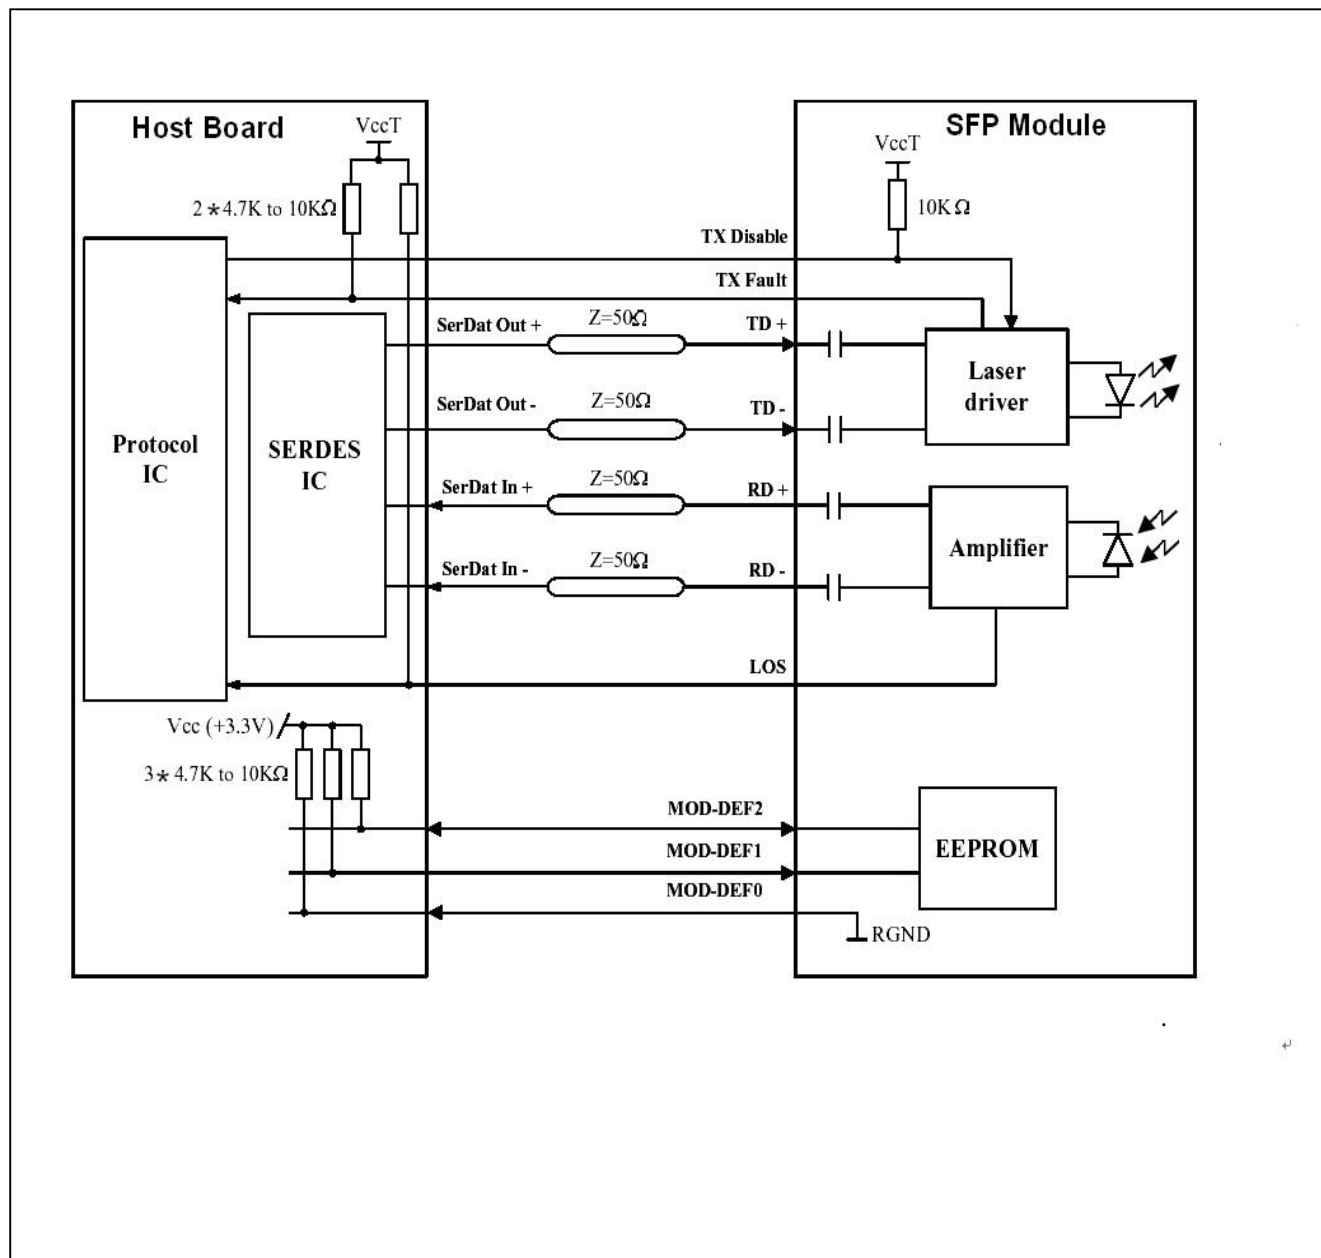 Host Board
SFP Module
VccT
VccT
2*4.7K to 10KΩ
10KΩ
TX Disable
TX Fault
SerDat Out +
Z=50Ω
TD +
SerDat Out -
Z=50Ω
TD -
Laser
driver
Protocol
IC
SERDES
IC
SerDat In +
Z=50Ω
RD +
SerDat In -
Z=50Ω
RD -
Amplifier
LOS
Vcc (+3.3V)
3*4.7K to 10KΩ
MOD-DEF2
MOD-DEF1
MOD-DEF0
EEPROM
RGND